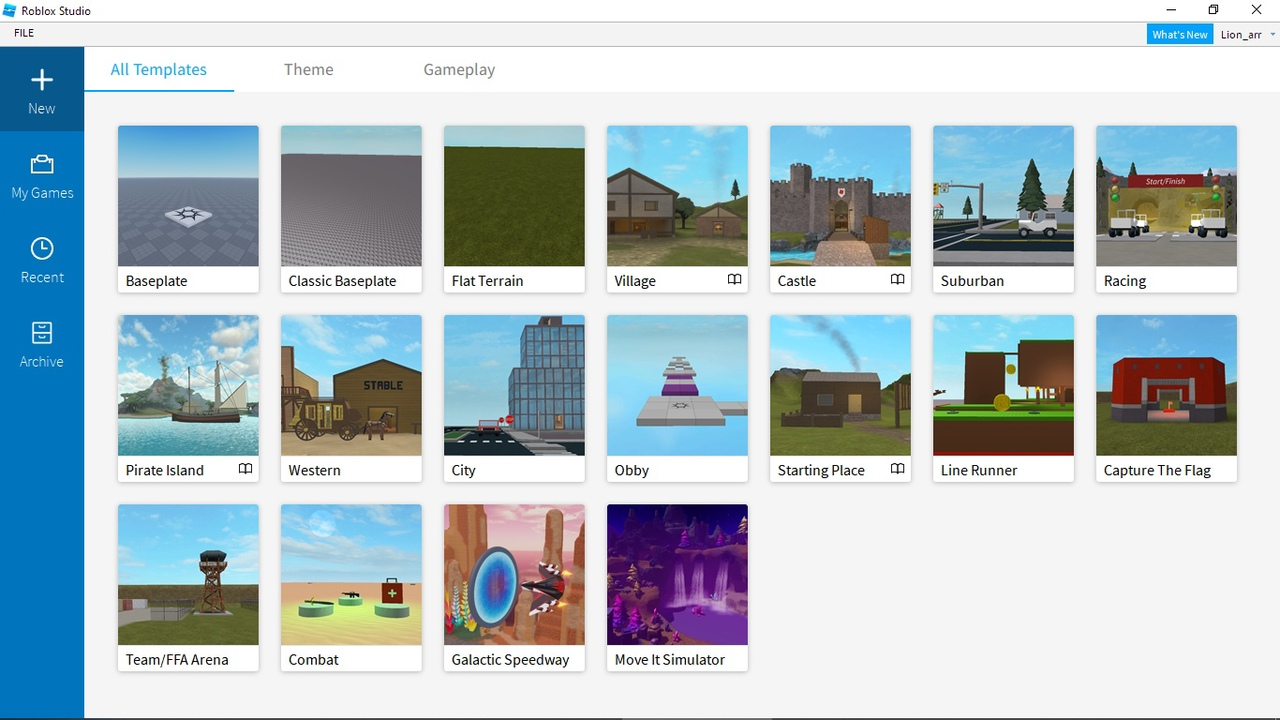 Roblox Studio
FILE
What's New
Lion_arr
New
My Games
Recent
Archive
All Templates
Theme
Gameplay
Start/Finish
Baseplate
Classic Baseplate
Flat Terrain
Village
Castle
Suburban
Racing
STABLE
Pirate Island
Western
City
Obby
Starting Place
Line Runner
Capture The Flag
Team/FFA Arena
Combat
Galactic Speedway
Move It Simulator